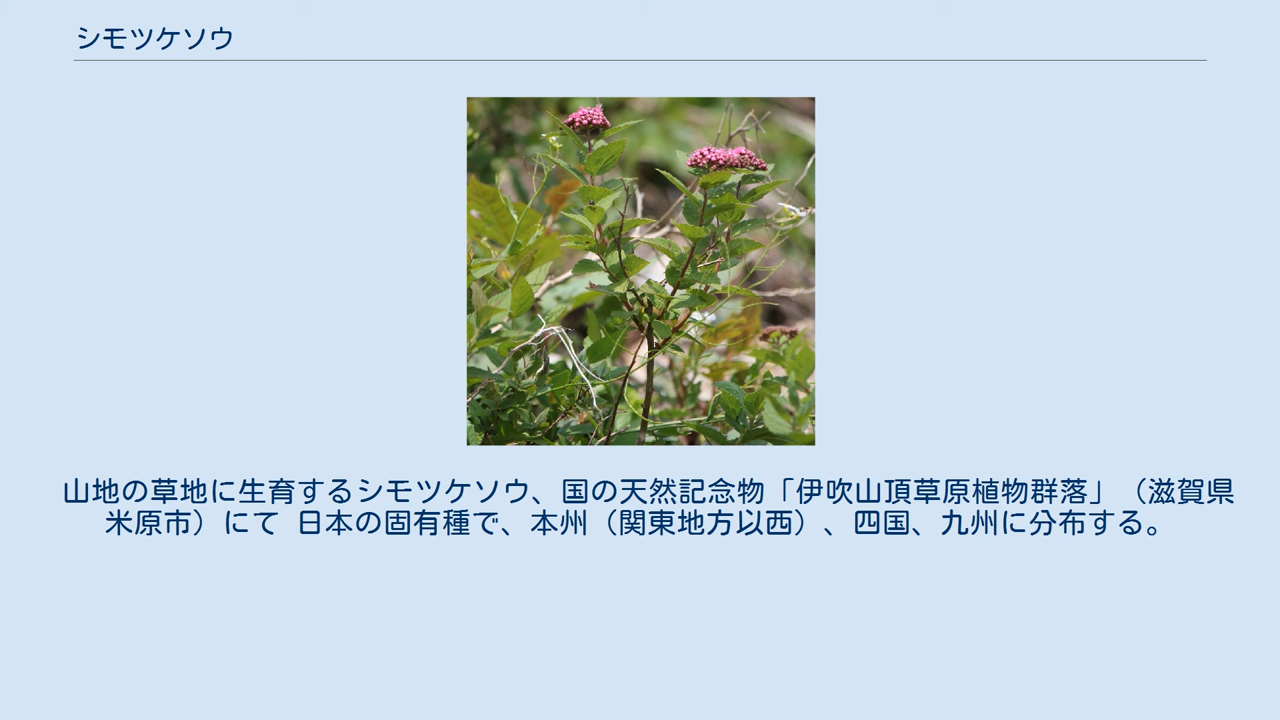 シモツケソウ
山地の草地に生育するシモツケソウ、国の天然記念物「伊吹山頂草原植物群落」（滋賀県
米原市）にて 日本の固有種で、本州（関東地方以西）、四国、九州に分布する。